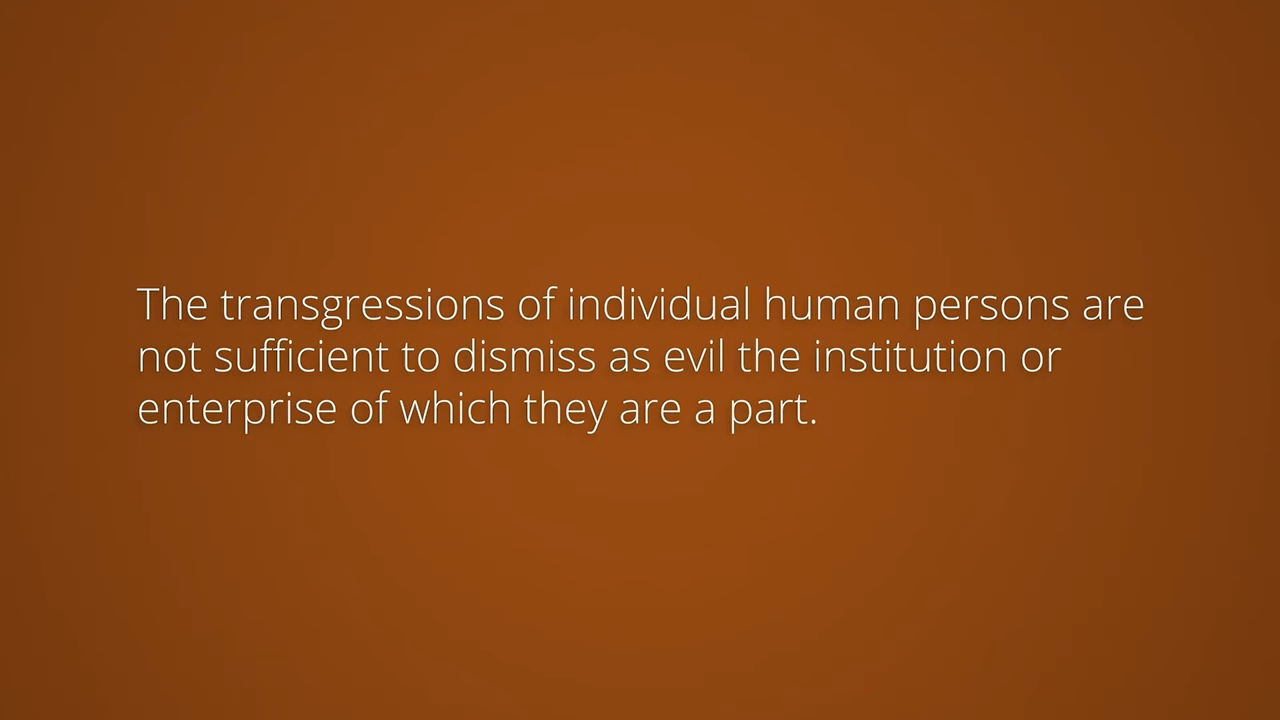 The transgressions of individual human persons are
not sufficient to dismiss as evil the institution or
enterprise of which they are a part.